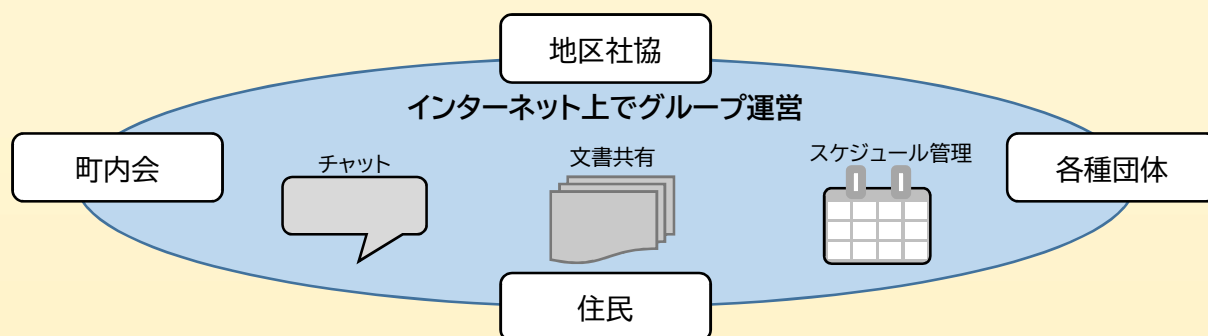 地区社協
インターネット上でグループ運営
町内会
チャット
文書共有
スケジュール管理
各種団体
住民